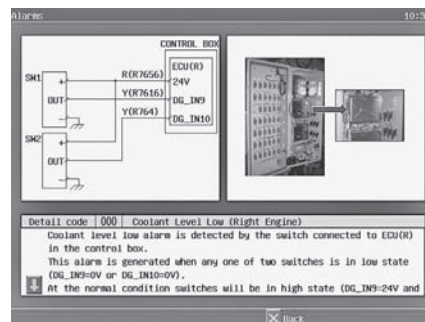 Alarms
10:3
CONTROL BOX
ECU(R)
SW1
+
R(R7656)
24V
OUT
Y(R7616)
DG_IN9
Y(R764)
DG_IN10
SW2
+
OUT
Detail code 000 Coolant Level Low (Right Engine)
Coolant level low alarm is detected by the switch connected to ECU(R)
in the control box.
This alarm is generated when any one of two switches is in low state
(DG_IN9=0V or DG_IN10=0V).
At the normal condition switches will be in high state (DG_IN9=24V and
Back